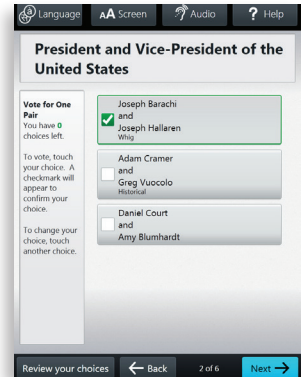 Language
AA Screen
Audio
? Help
President and Vice-President of the
United States
Vote for One
Pair
You have 0
choices left.
To vote, touch
your choice. A
checkmark will
appear to
confirm your
choice.
To change your
choice, touch
another choice.
Joseph Barachi
and
Joseph Hallaren
Whig
Adam Cramer
and
Greg Vuocolo
Historical
Daniel Court
and
Amy Blumhardt
Review your choices
Back
2 of 6
Next